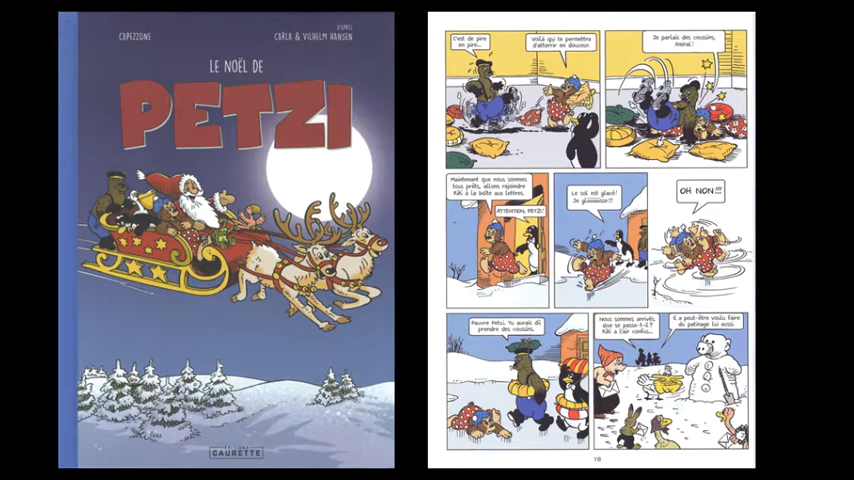 CAPEZZONE
D'APRÈS
CARLA & VILHELM HANSEN
LE NOËL DE
PETZI
ÉDITIONS
CAURETTE
C'est de pire
en pire...
Voilà qui te permettra
d'atterrir en douceur.
Je parlais des coussins,
Amiral!
Maintenant que nous sommes
tous prêts, allons rejoindre
Kiki à la boîte aux lettres.
ATTENTION, PETZI!
Le sol est glacé!
Je gliiiiiiisse!!!
OH NON!!!
Pauvre Petzi. Tu aurais dû
prendre des coussins.
Nous sommes arrivés.
Que se passe-t-il?
Kiki a l'air confus...
Il a peut-être voulu faire
du patinage lui aussi.
18